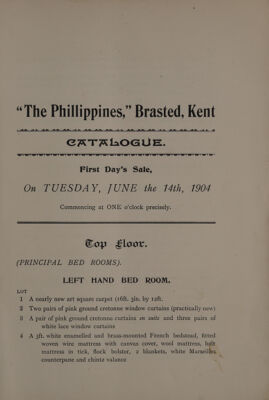 "The Phillippines," Brasted, Kent
CATALOGUE.
First Day's Sale,
On TUESDAY, JUNE the 14th, 1904
Commencing at ONE o'clock precisely.
Top Floor.
(PRINCIPAL BED ROOMS).
LEFT HAND BED ROOM.
LOT
1 A nearly new art square carpet (16ft. 3in. by 12ft.
2 Two pairs of pink ground cretonne window curtains (practically new)
3 A pair of pink ground cretonne curtains en suite and three pairs of
white lace window curtains
4 A 3ft. white enamelled and brass-mounted French bedstead, fitted
woven wire mattress with canvas cover, wool mattress, hair
mattress in tick, flock bolster, 2 blankets, white Marseilles
counterpane and chintz valance